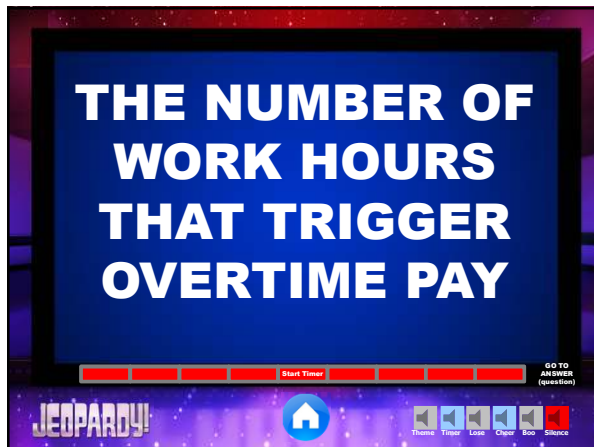 THE NUMBER OF
WORK HOURS
THAT TRIGGER
OVERTIME PAY
Start Timer
GO TO
ANSWER
(question)
JEOPARDY!
Theme Timer Lose Cheer Boo Silence